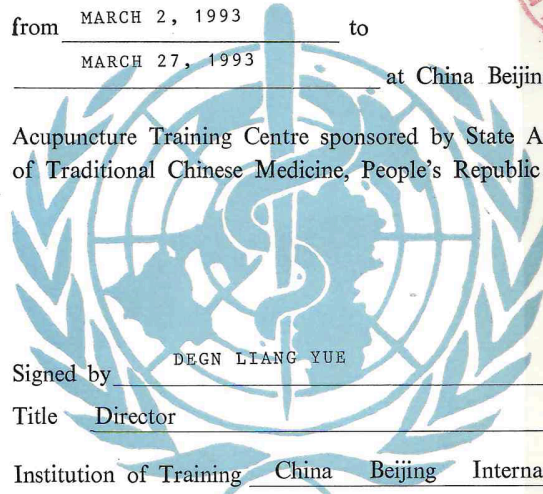 from MARCH 2, 1993 to
MARCH 27, 1993 at China Beijin
Acupuncture Training Centre sponsored by State A
of Traditional Chinese Medicine, People's Republic
Signed by DEGN LIANG YUE
Title Director
Institution of Training China Beijing Interna